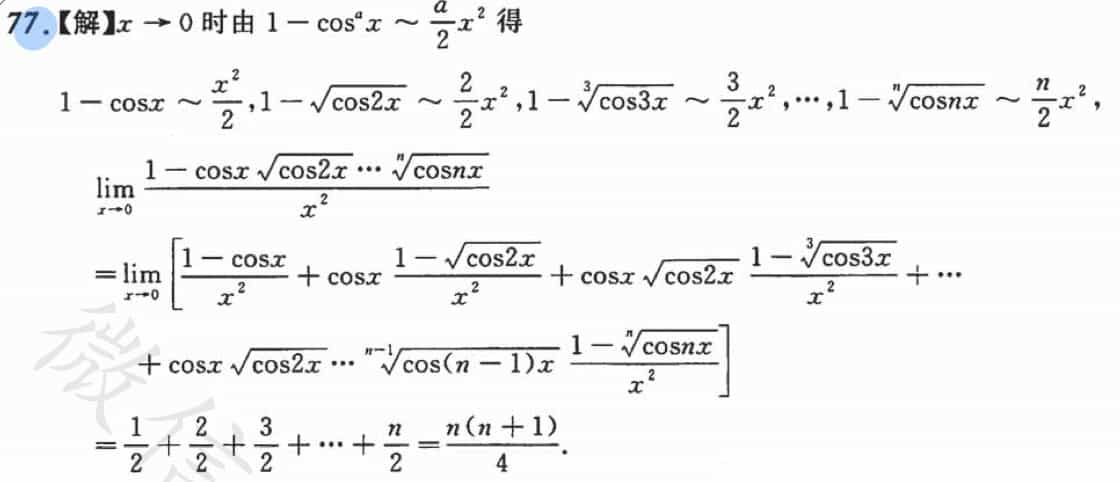 77.【解】x → 0 时由 1 − cosᵃx ~ a/2 x² 得
1 − cosx ~ x²/2, 1 − √(cos2x) ~ 2/2 x², 1 − ∛(cos3x) ~ 3/2 x², ⋯, 1 − ⁿ√(cosnx) ~ n/2 x²,
lim_{x→0} (1 − cosx √(cos2x) ⋯ ⁿ√(cosnx)) / x²
= lim_{x→0} [ (1 − cosx)/x² + cosx (1 − √(cos2x))/x² + cosx √(cos2x) (1 − ∛(cos3x))/x² + ⋯
+ cosx √(cos2x) ⋯ ⁿ⁻¹√(cos(n − 1)x) (1 − ⁿ√(cosnx))/x² ]
= 1/2 + 2/2 + 3/2 + ⋯ + n/2 = n(n + 1)/4.
微信